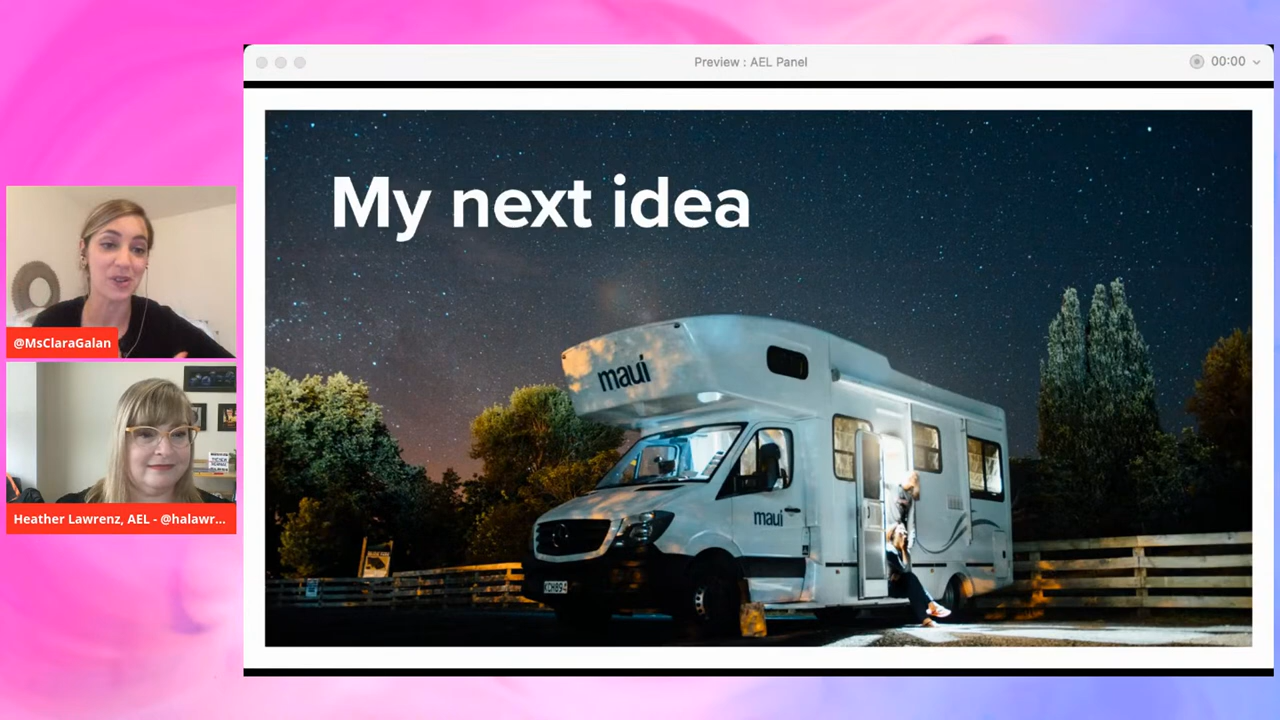 Preview : AEL Panel
00:00
My next idea
maui
maui
@MsClaraGalan
Heather Lawrenz, AEL - @halawr...